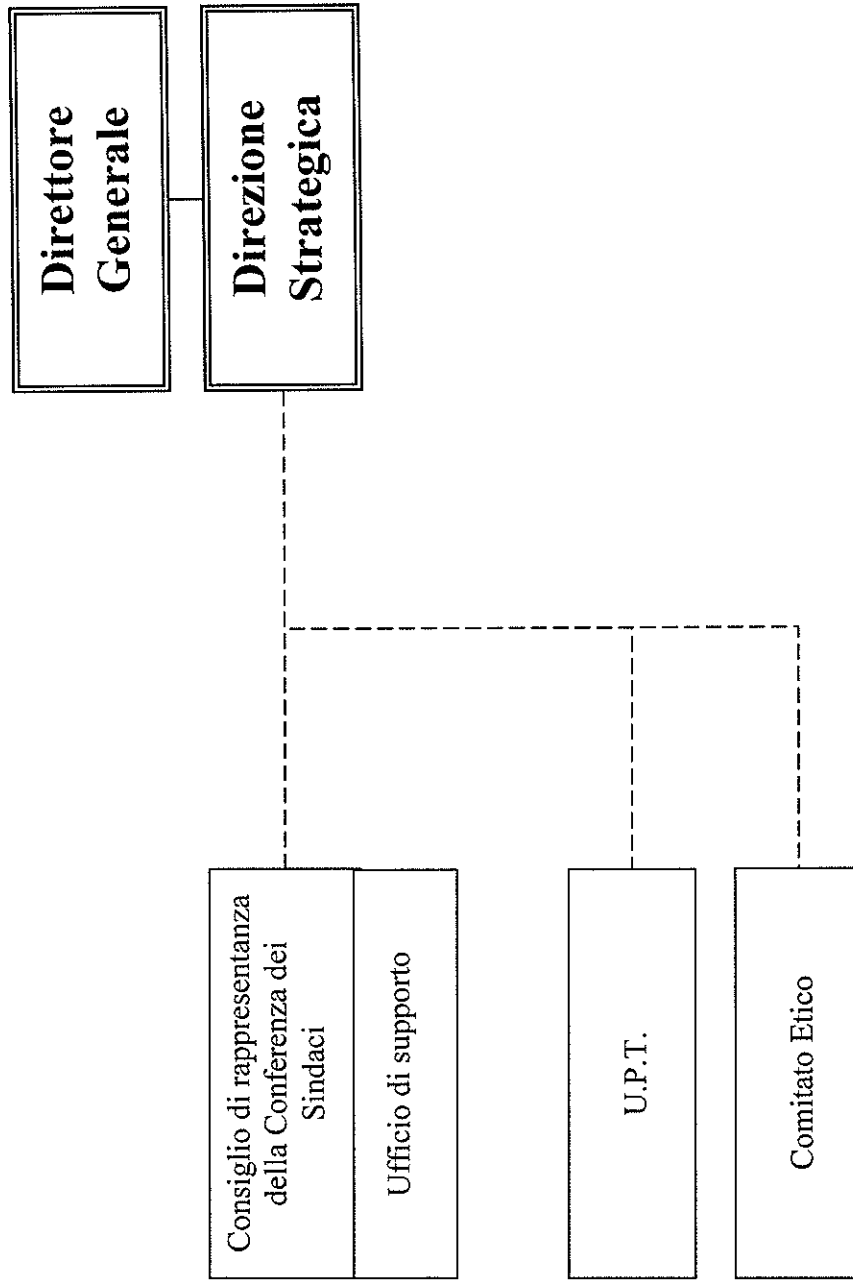 Direttore
Generale
Direzione
Strategica
Consiglio di rappresentanza
della Conferenza dei
Sindaci
Ufficio di supporto
U.P.T.
Comitato Etico